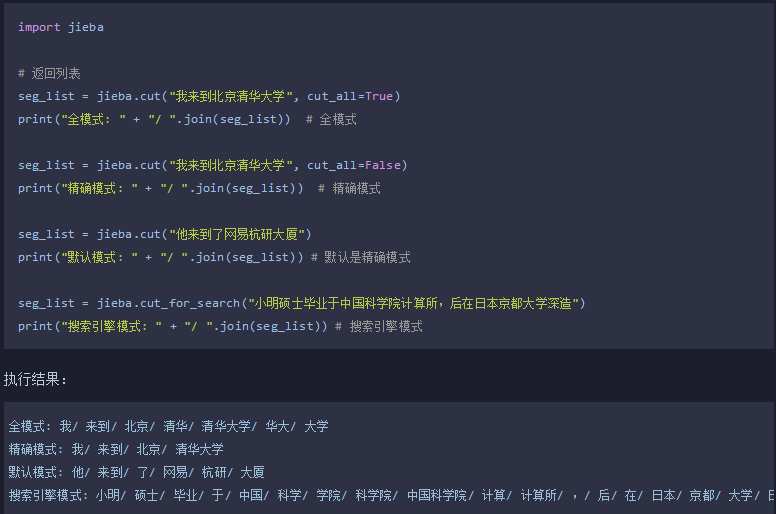 import jieba
# 返回列表
seg_list = jieba.cut("我来到北京清华大学", cut_all=True)
print("全模式: " + "/ ".join(seg_list))  # 全模式
seg_list = jieba.cut("我来到北京清华大学", cut_all=False)
print("精确模式: " + "/ ".join(seg_list))  # 精确模式
seg_list = jieba.cut("他来到了网易杭研大厦")
print("默认模式: " + "/ ".join(seg_list)) # 默认是精确模式
seg_list = jieba.cut_for_search("小明硕士毕业于中国科学院计算所，后在日本京都大学深造")
print("搜索引擎模式: " + "/ ".join(seg_list)) # 搜索引擎模式
执行结果：
全模式: 我/ 来到/ 北京/ 清华/ 清华大学/ 华大/ 大学
精确模式: 我/ 来到/ 北京/ 清华大学
默认模式: 他/ 来到/ 了/ 网易/ 杭研/ 大厦
搜索引擎模式: 小明/ 硕士/ 毕业/ 于/ 中国/ 科学/ 学院/ 科学院/ 中国科学院/ 计算/ 计算所/ ，/ 后/ 在/ 日本/ 京都/ 大学/